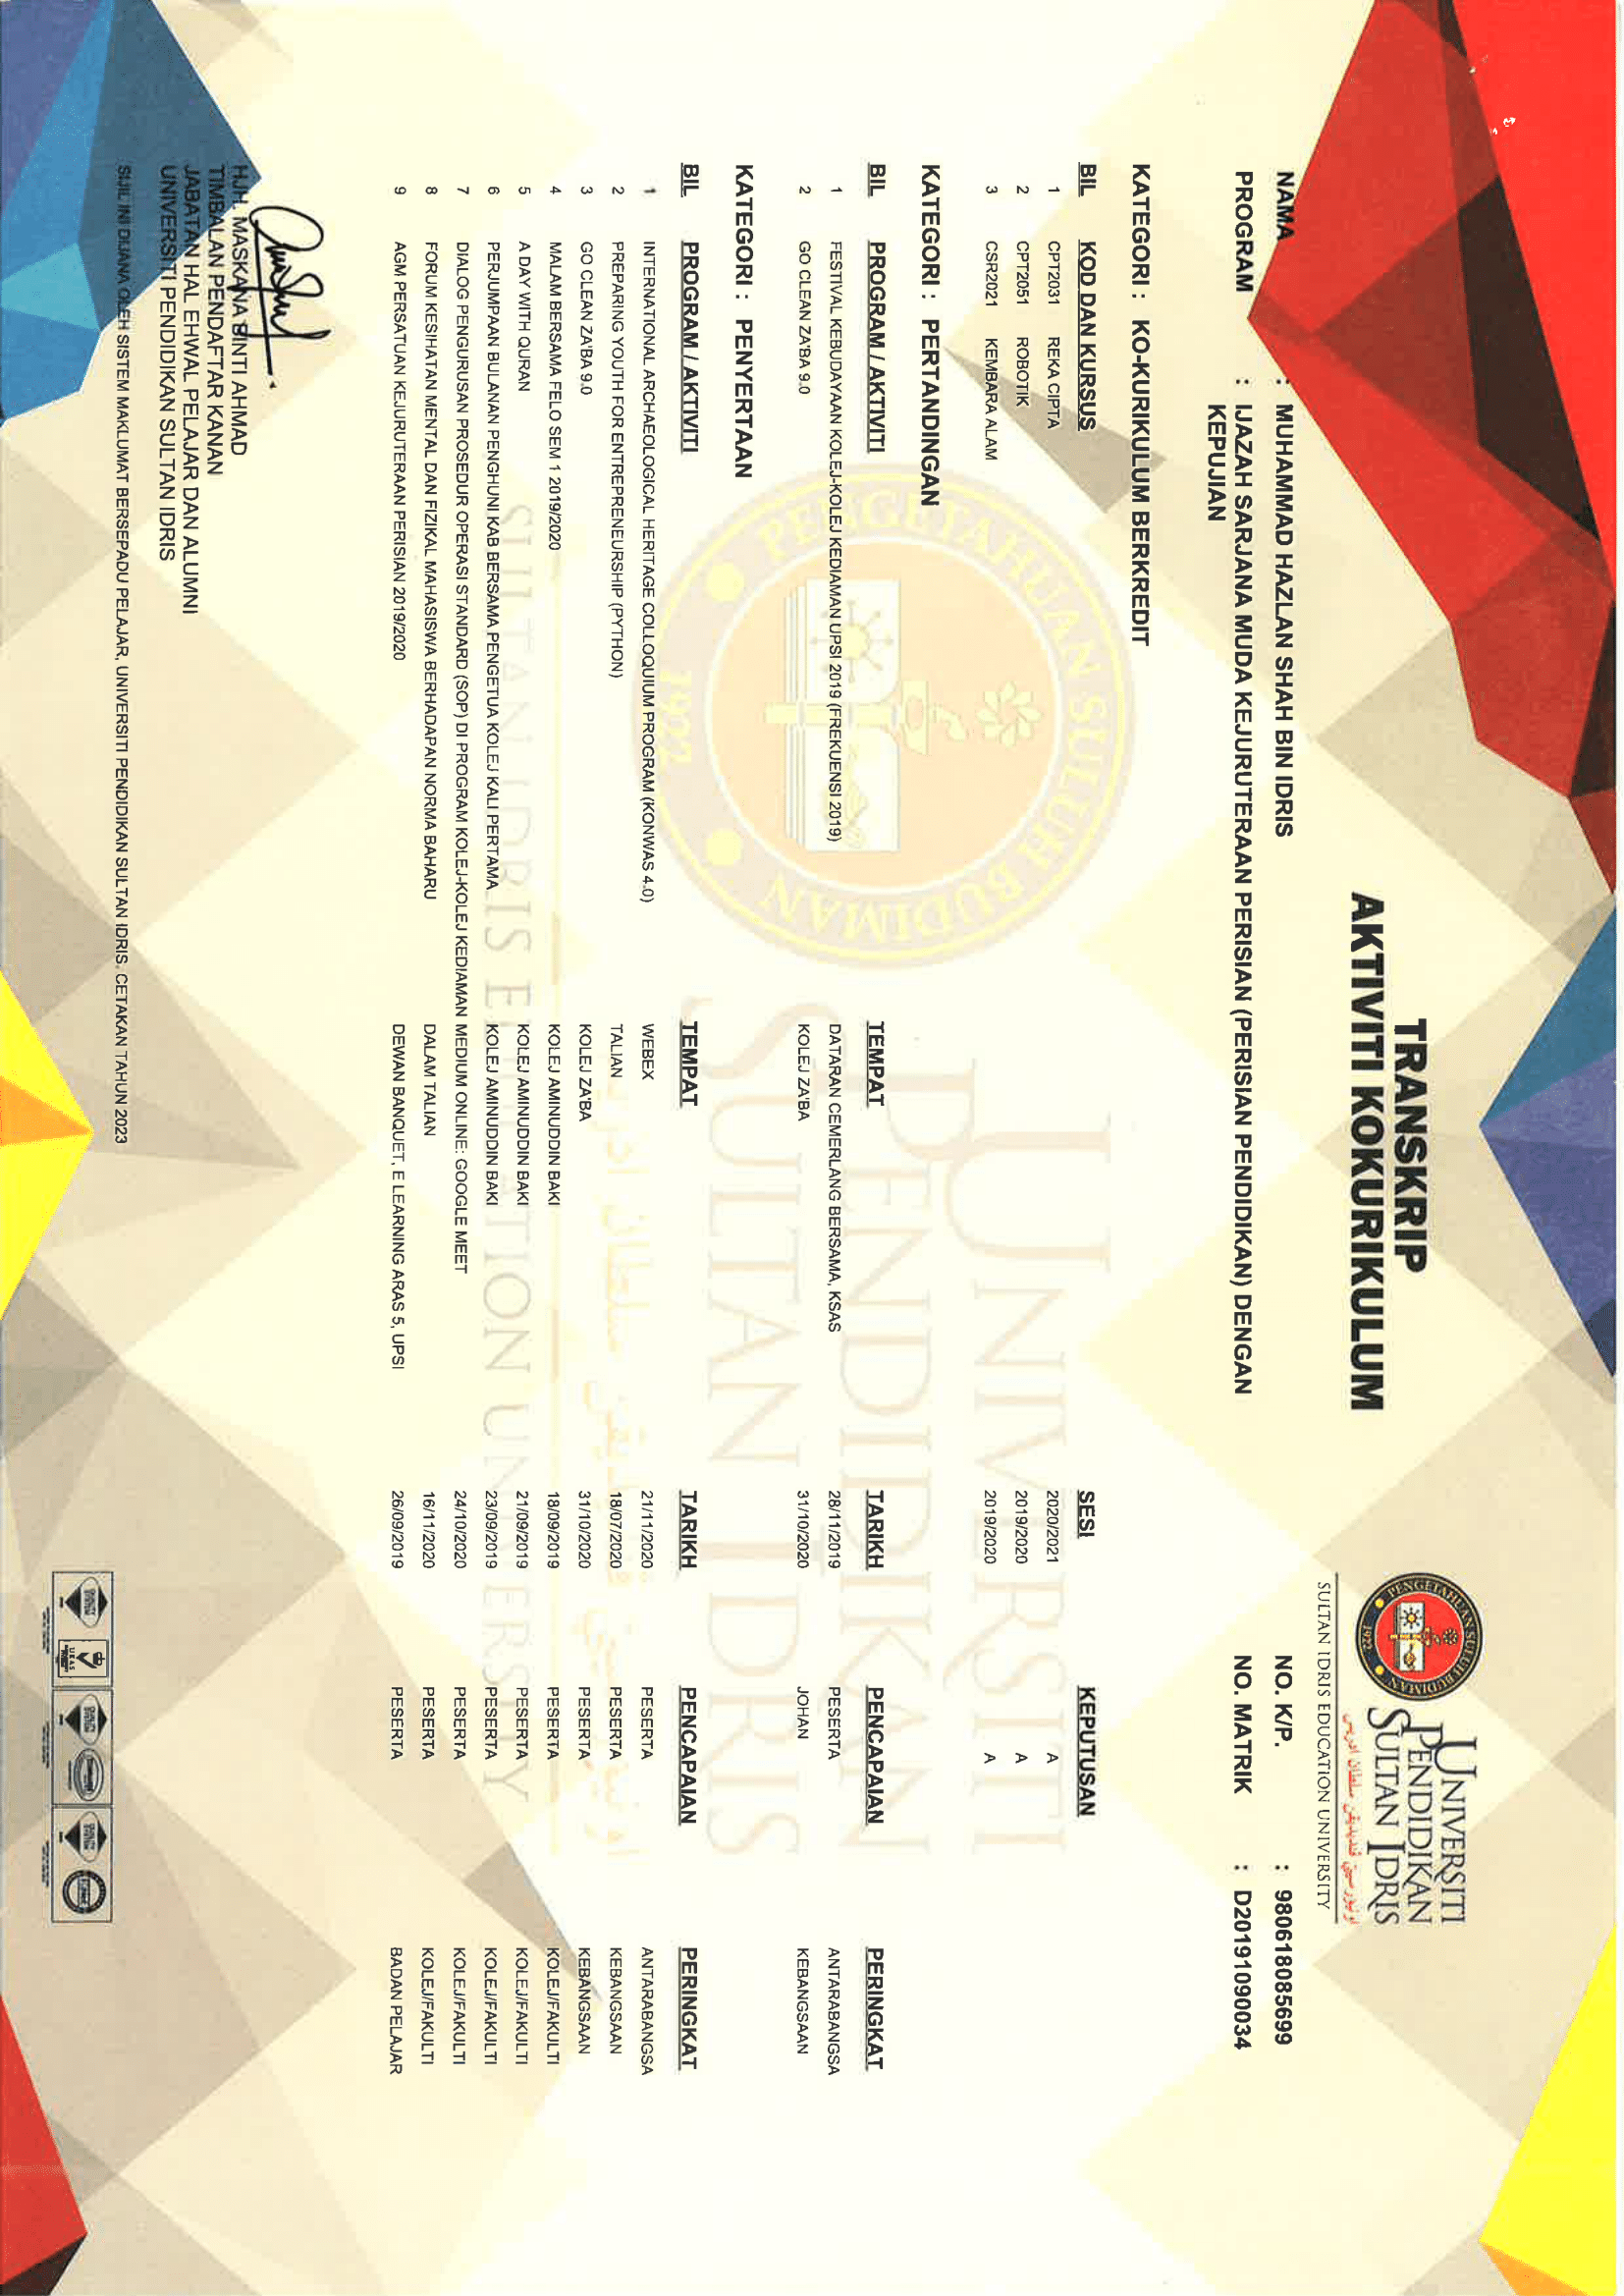 TRANSKRIP
AKTIVITI KOKURIKULUM
PENGETAHUAN SULUH BUDIMAN
1922
UNIVERSITI
PENDIDIKAN
SULTAN IDRIS
اونيۏرسيتي ڤنديديقن سلطان ادريس
SULTAN IDRIS EDUCATION UNIVERSITY
NAMA : MUHAMMAD HAZLAN SHAH BIN IDRIS NO. K/P. : 980618085699
PROGRAM : IJAZAH SARJANA MUDA KEJURUTERAAN PERISIAN (PERISIAN PENDIDIKAN) DENGAN NO. MATRIK : D20191090034
KEPUJIAN
KATEGORI : KO-KURIKULUM BERKREDIT
BIL KOD DAN KURSUS SESI KEPUTUSAN
1 CPT2031 REKA CIPTA 2020/2021 A
2 CPT2051 ROBOTIK 2019/2020 A
3 CSR2021 KEMBARA ALAM 2019/2020 A
KATEGORI : PERTANDINGAN
BIL PROGRAM / AKTIVITI TEMPAT TARIKH PENCAPAIAN PERINGKAT
1 FESTIVAL KEBUDAYAAN KOLEJ-KOLEJ KEDIAMAN UPSI 2019 (FREKUENSI 2019) DATARAN CEMERLANG BERSAMA, KSAS 28/11/2019 PESERTA ANTARABANGSA
2 GO CLEAN ZA'BA 9.0 KOLEJ ZA'BA 31/10/2020 JOHAN KEBANGSAAN
KATEGORI : PENYERTAAN
BIL PROGRAM / AKTIVITI TEMPAT TARIKH PENCAPAIAN PERINGKAT
1 INTERNATIONAL ARCHAEOLOGICAL HERITAGE COLLOQUIUM PROGRAM (KONWAS 4.0) WEBEX 21/11/2020 PESERTA ANTARABANGSA
2 PREPARING YOUTH FOR ENTREPRENEURSHIP (PYTHON) TALIAN 18/07/2020 PESERTA KEBANGSAAN
3 GO CLEAN ZA'BA 9.0 KOLEJ ZA'BA 31/10/2020 PESERTA KEBANGSAAN
4 MALAM BERSAMA FELO SEM 1 2019/2020 KOLEJ AMINUDDIN BAKI 18/09/2019 PESERTA KOLEJ/FAKULTI
5 A DAY WITH QURAN KOLEJ AMINUDDIN BAKI 21/09/2019 PESERTA KOLEJ/FAKULTI
6 PERJUMPAAN BULANAN PENGHUNI KAB BERSAMA PENGETUA KOLEJ KALI PERTAMA KOLEJ AMINUDDIN BAKI 23/09/2019 PESERTA KOLEJ/FAKULTI
7 DIALOG PENGURUSAN PROSEDUR OPERASI STANDARD (SOP) DI PROGRAM KOLEJ-KOLEJ KEDIAMAN MEDIUM ONLINE: GOOGLE MEET 24/10/2020 PESERTA KOLEJ/FAKULTI
8 FORUM KESIHATAN MENTAL DAN FIZIKAL MAHASISWA BERHADAPAN NORMA BAHARU DALAM TALIAN 16/11/2020 PESERTA KOLEJ/FAKULTI
9 AGM PERSATUAN KEJURUTERAAN PERISIAN 2019/2020 DEWAN BANQUET, E LEARNING ARAS 5, UPSI 26/09/2019 PESERTA BADAN PELAJAR
HJH. MASKANA BINTI AHMAD
TIMBALAN PENDAFTAR KANAN
JABATAN HAL EHWAL PELAJAR DAN ALUMNI
UNIVERSITI PENDIDIKAN SULTAN IDRIS
SIJIL INI DIJANA OLEH SISTEM MAKLUMAT BERSEPADU PELAJAR, UNIVERSITI PENDIDIKAN SULTAN IDRIS. CETAKAN TAHUN 2023
UKAS